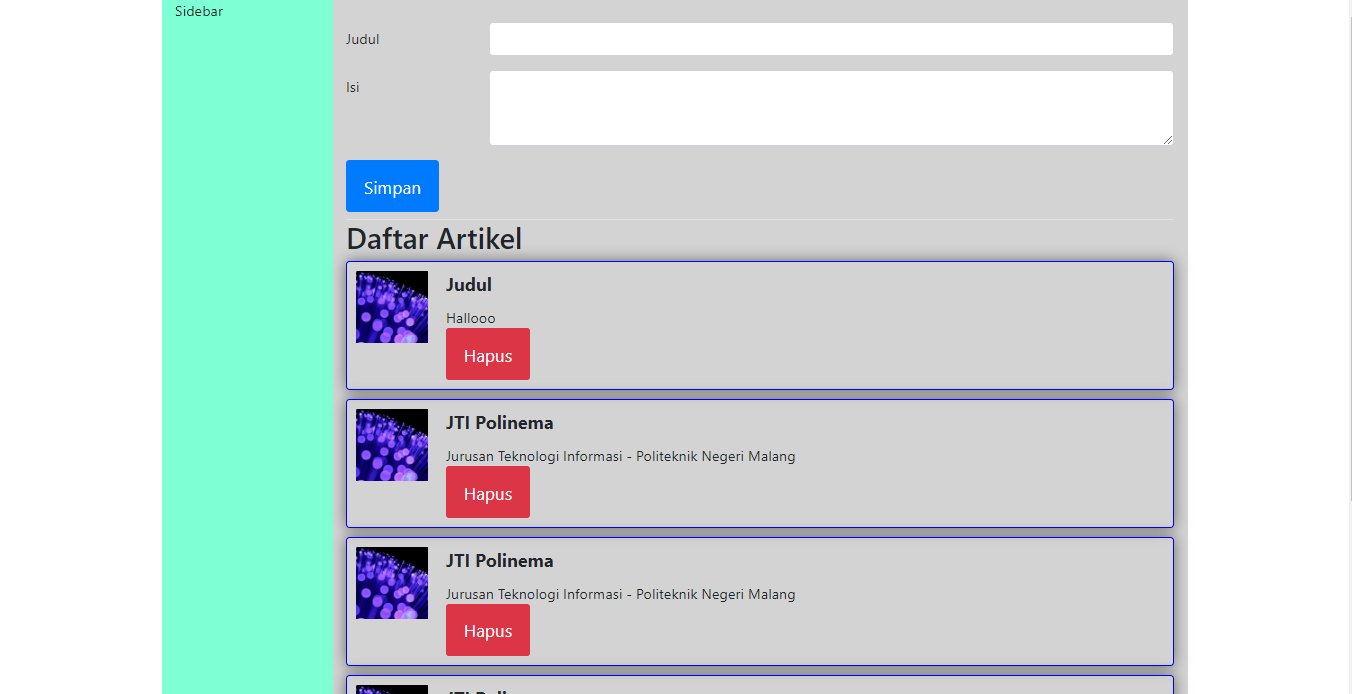 Sidebar
Judul
Isi
Simpan
Daftar Artikel
Judul
Hallooo
Hapus
JTI Polinema
Jurusan Teknologi Informasi - Politeknik Negeri Malang
Hapus
JTI Polinema
Jurusan Teknologi Informasi - Politeknik Negeri Malang
Hapus